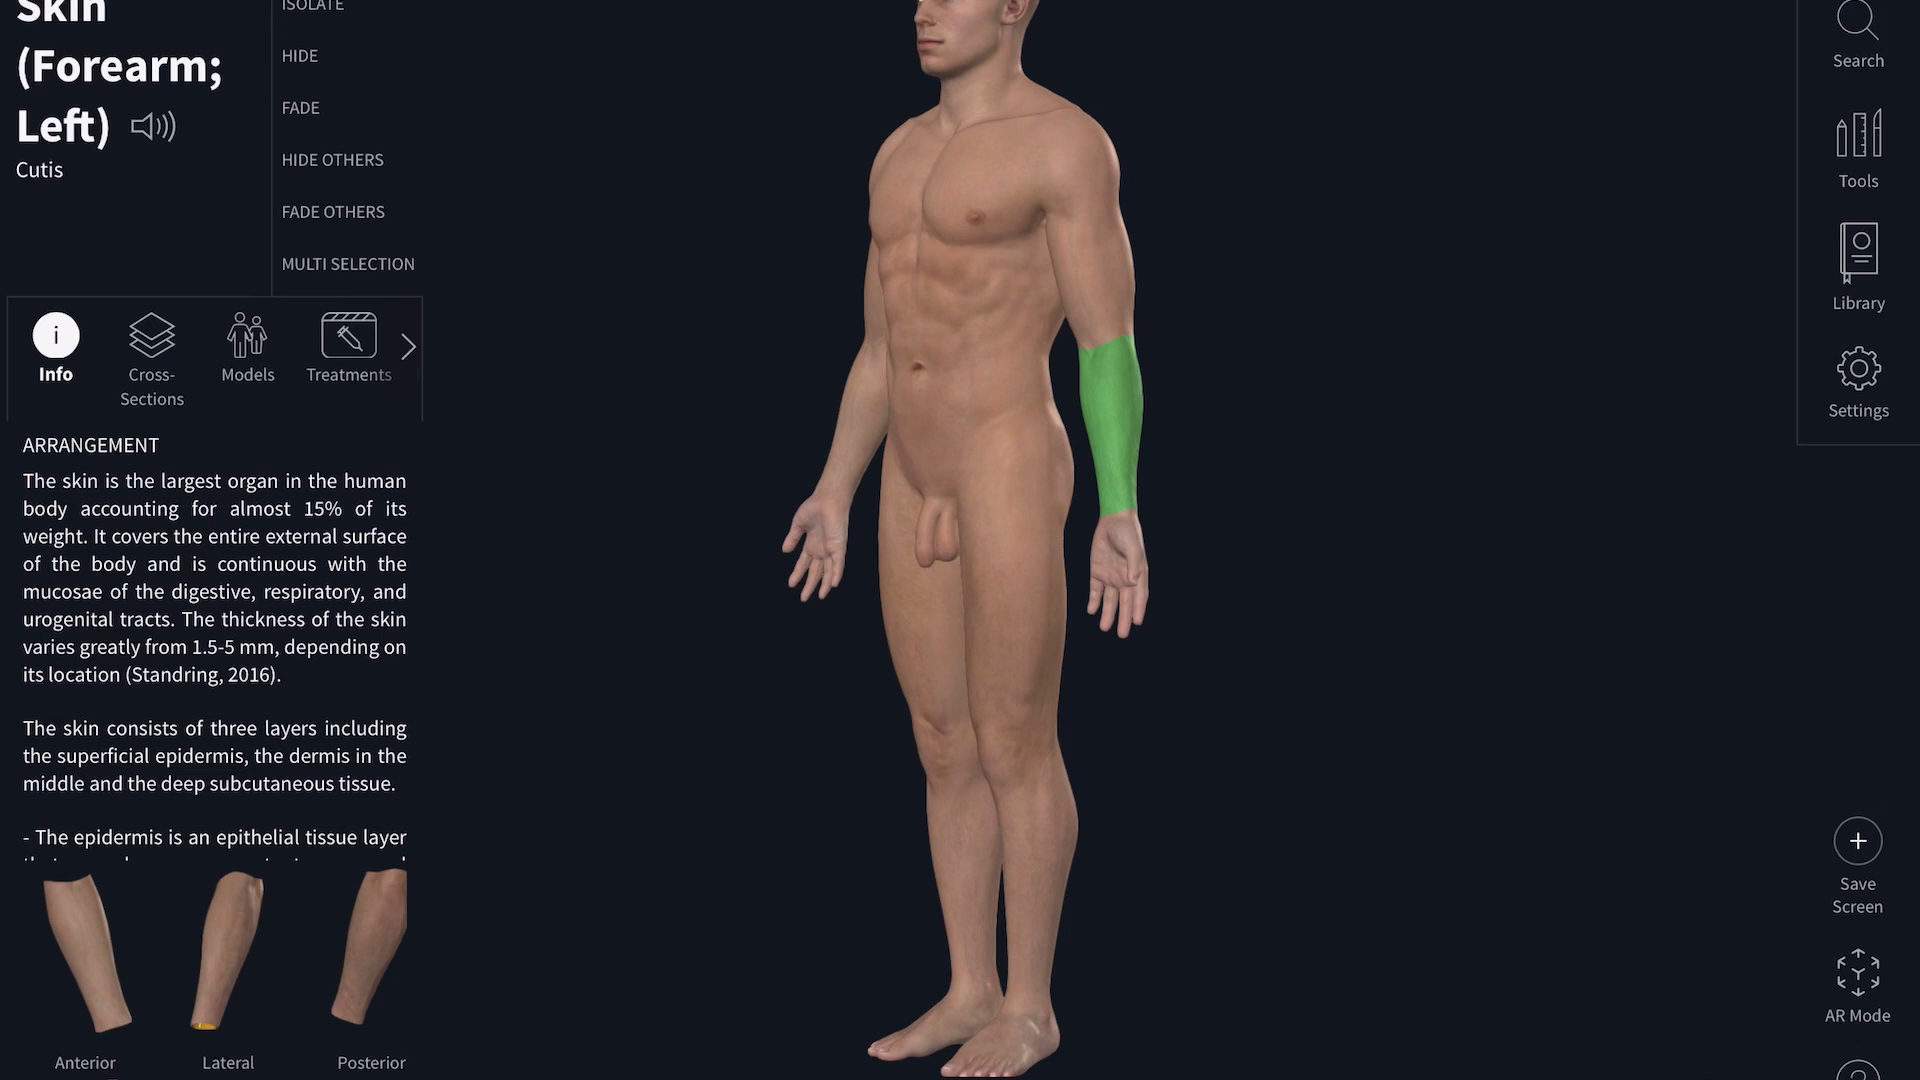 Skin
(Forearm;
Left)
Cutis
ISOLATE
HIDE
FADE
HIDE OTHERS
FADE OTHERS
MULTI SELECTION
i
Info
Cross-
Sections
Models
Treatments
ARRANGEMENT
The skin is the largest organ in the human
body accounting for almost 15% of its
weight. It covers the entire external surface
of the body and is continuous with the
mucosae of the digestive, respiratory, and
urogenital tracts. The thickness of the skin
varies greatly from 1.5-5 mm, depending on
its location (Standring, 2016).
The skin consists of three layers including
the superficial epidermis, the dermis in the
middle and the deep subcutaneous tissue.
- The epidermis is an epithelial tissue layer
Anterior
Lateral
Posterior
Search
Tools
Library
Settings
Save
Screen
AR Mode